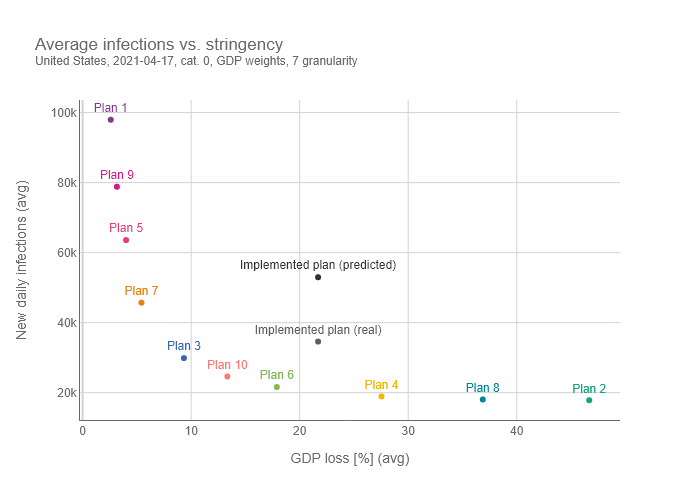 Average infections vs. stringency
United States, 2021-04-17, cat. 0, GDP weights, 7 granularity
100k
Plan 1
80k
Plan 9
Plan 5
60k
Implemented plan (predicted)
Plan 7
40k
Implemented plan (real)
Plan 3
Plan 10
Plan 6
Plan 4
Plan 8
Plan 2
20k
New daily infections (avg)
0
10
20
30
40
GDP loss [%] (avg)